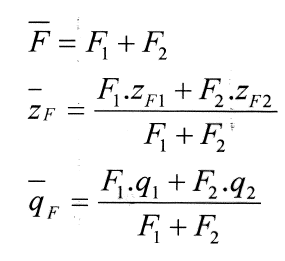 F̅ = F₁ + F₂
z̅_F = (F₁.z_F1 + F₂.z_F2) / (F₁ + F₂)
q̅_F = (F₁.q₁ + F₂.q₂) / (F₁ + F₂)